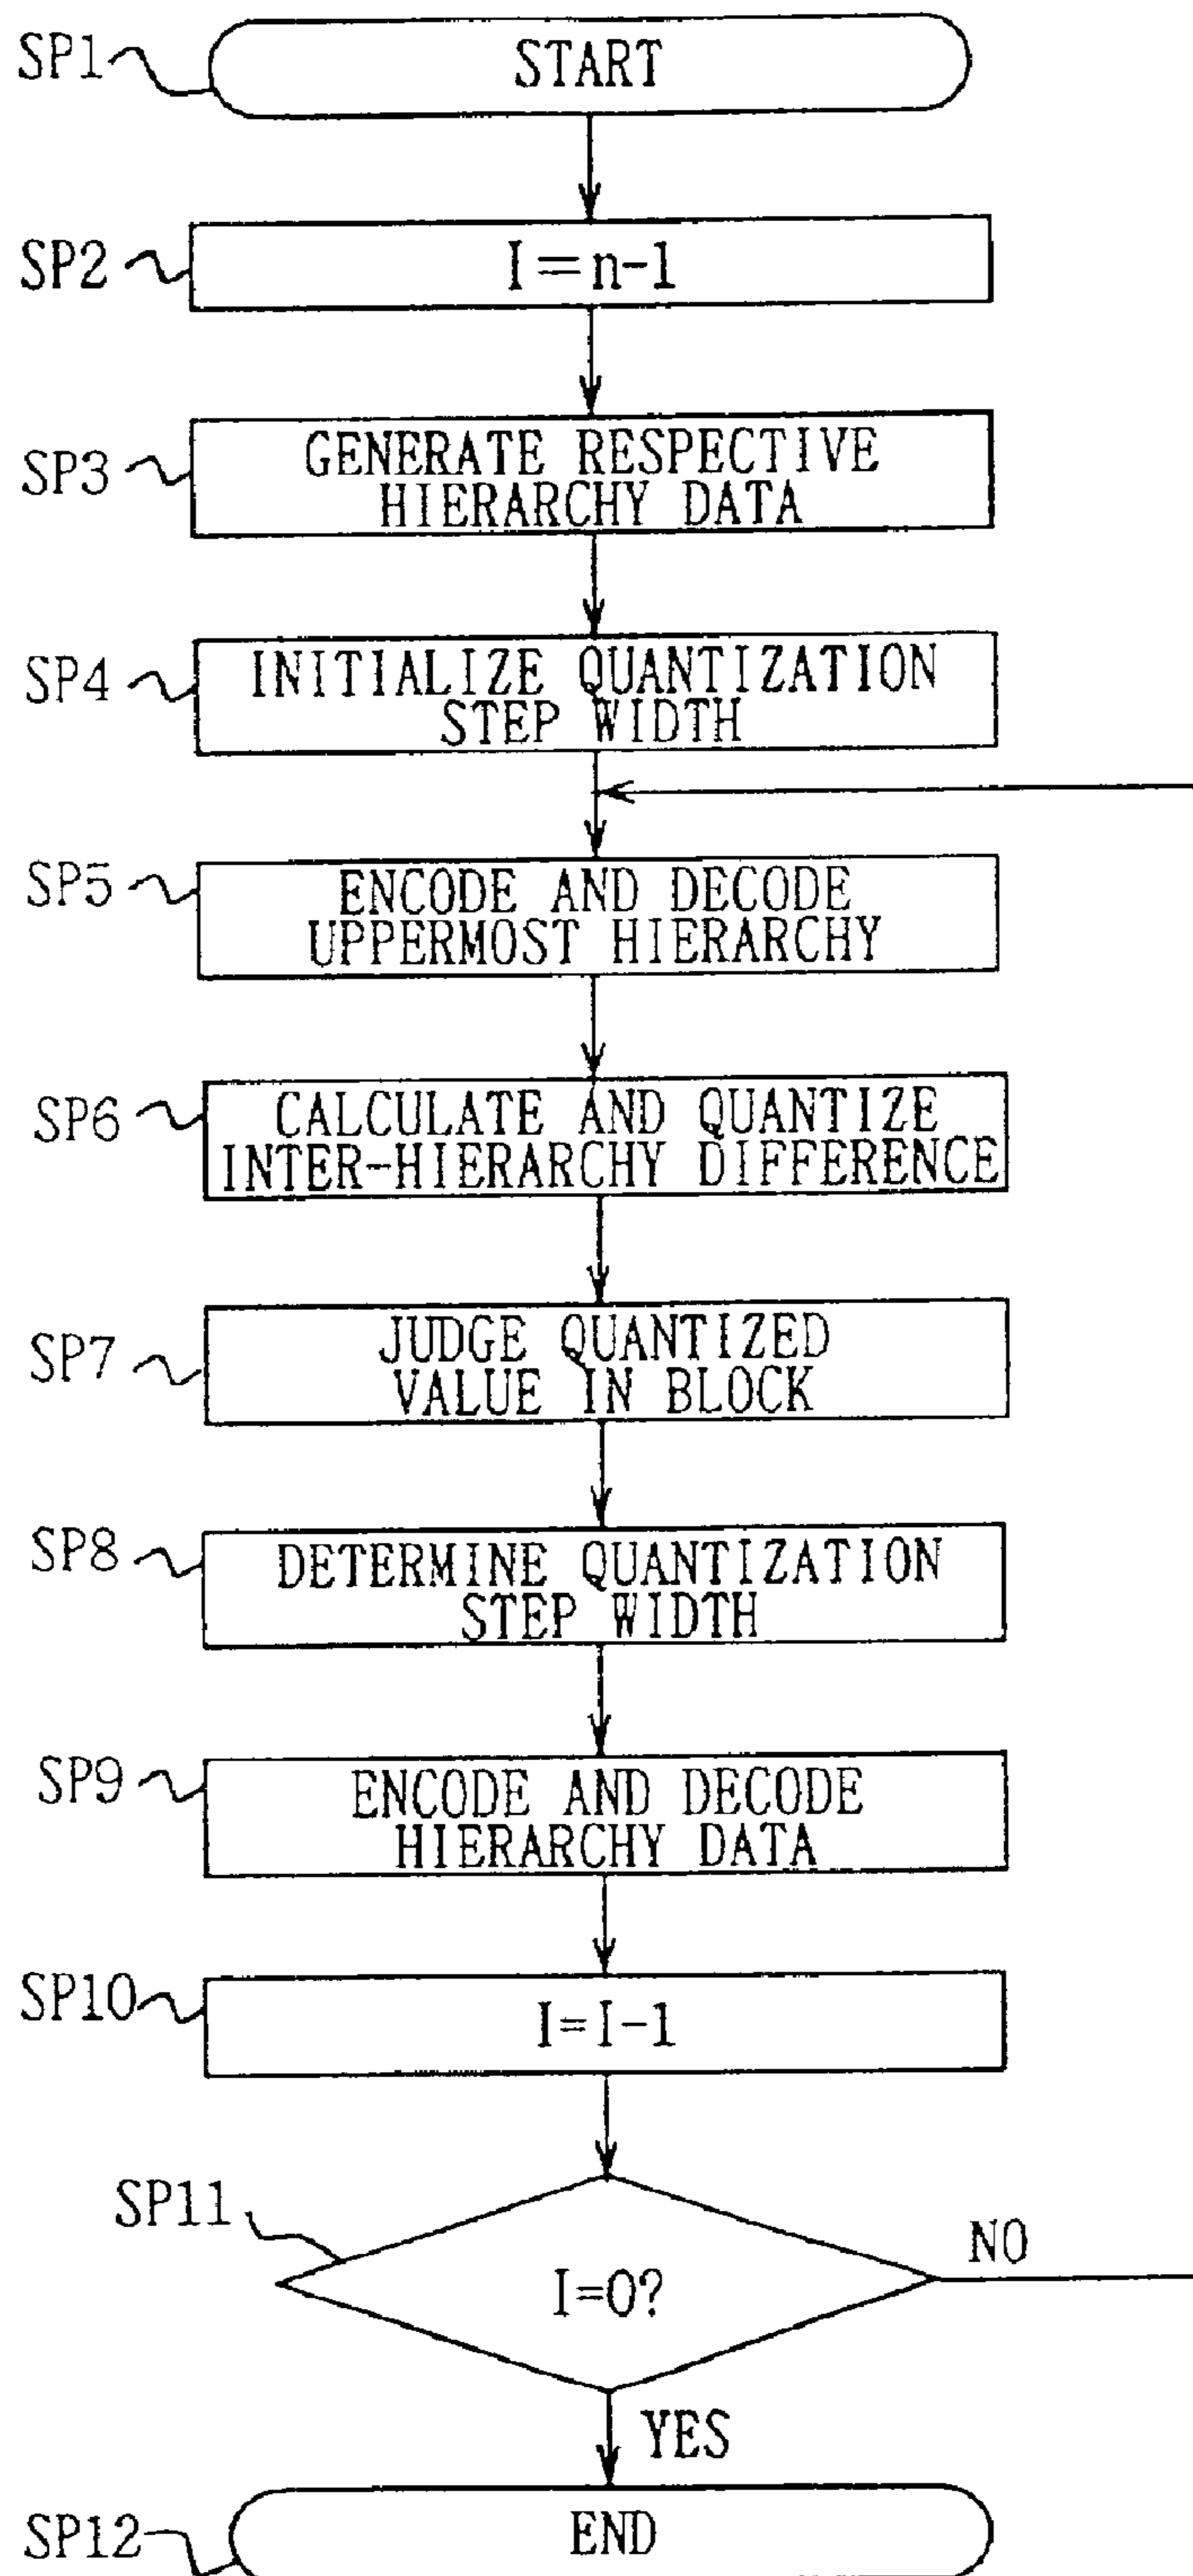 SP1
START
SP2
I=n-1
SP3
GENERATE RESPECTIVE
HIERARCHY DATA
SP4
INITIALIZE QUANTIZATION
STEP WIDTH
SP5
ENCODE AND DECODE
UPPERMOST HIERARCHY
SP6
CALCULATE AND QUANTIZE
INTER-HIERARCHY DIFFERENCE
SP7
JUDGE QUANTIZED
VALUE IN BLOCK
SP8
DETERMINE QUANTIZATION
STEP WIDTH
SP9
ENCODE AND DECODE
HIERARCHY DATA
SP10
I=I-1
SP11
I=0?
NO
YES
SP12
END